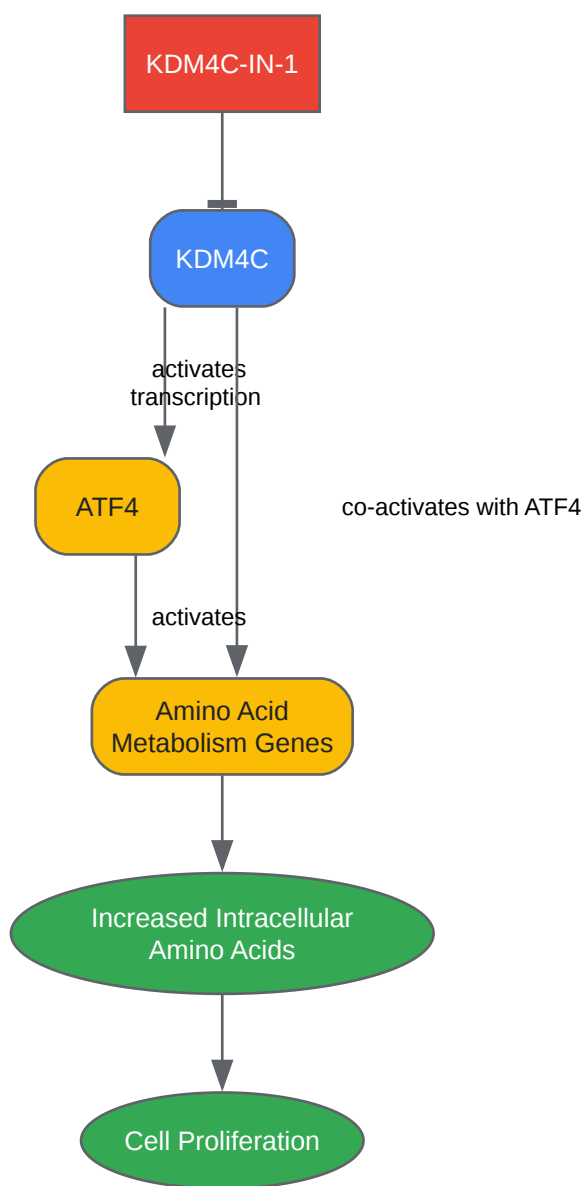 KDM4C-IN-1
KDM4C
activates
transcription
ATF4
co-activates with ATF4
activates
Amino Acid
Metabolism Genes
Increased Intracellular
Amino Acids
Cell Proliferation